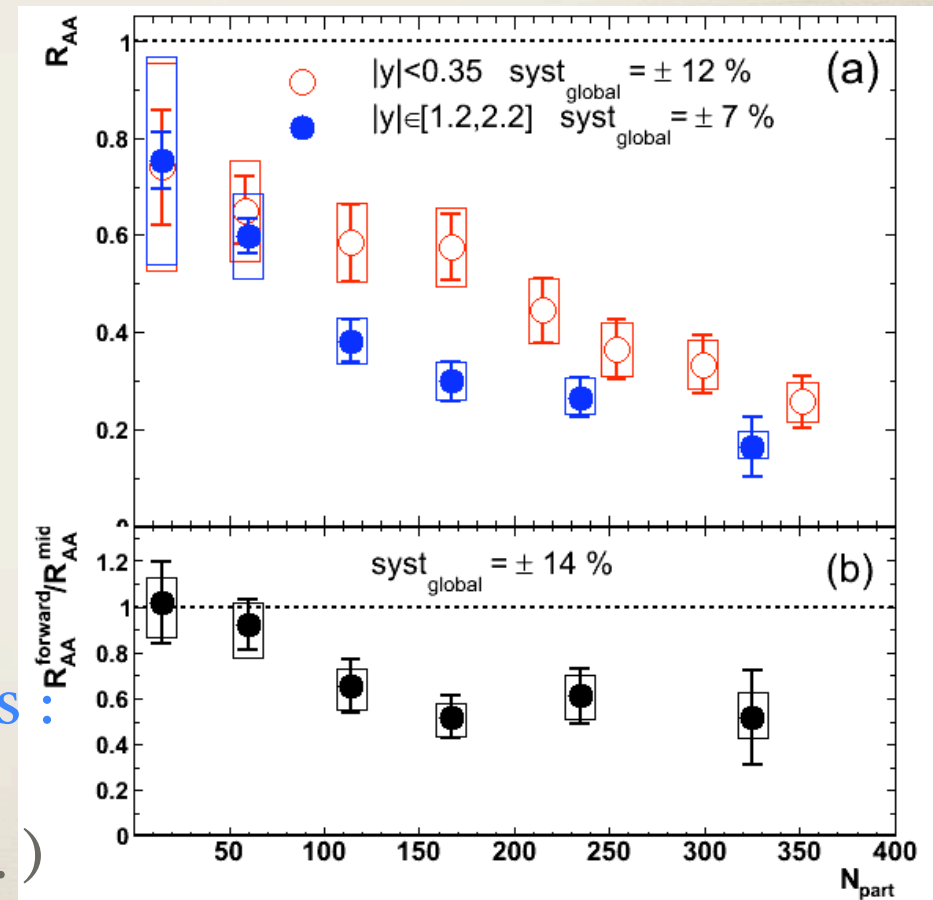 R_AA
1
0.8
0.6
0.4
0.2
0
|y|<0.35 syst_global = ± 12 %
(a)
|y|∈[1.2,2.2] syst_global = ± 7 %
R_AA^forward/R_AA^mid
1.2
1
0.8
0.6
0.4
0.2
0
syst_global = ± 14 %
(b)
50 100 150 200 250 300 350 400
N_part
s :
. )